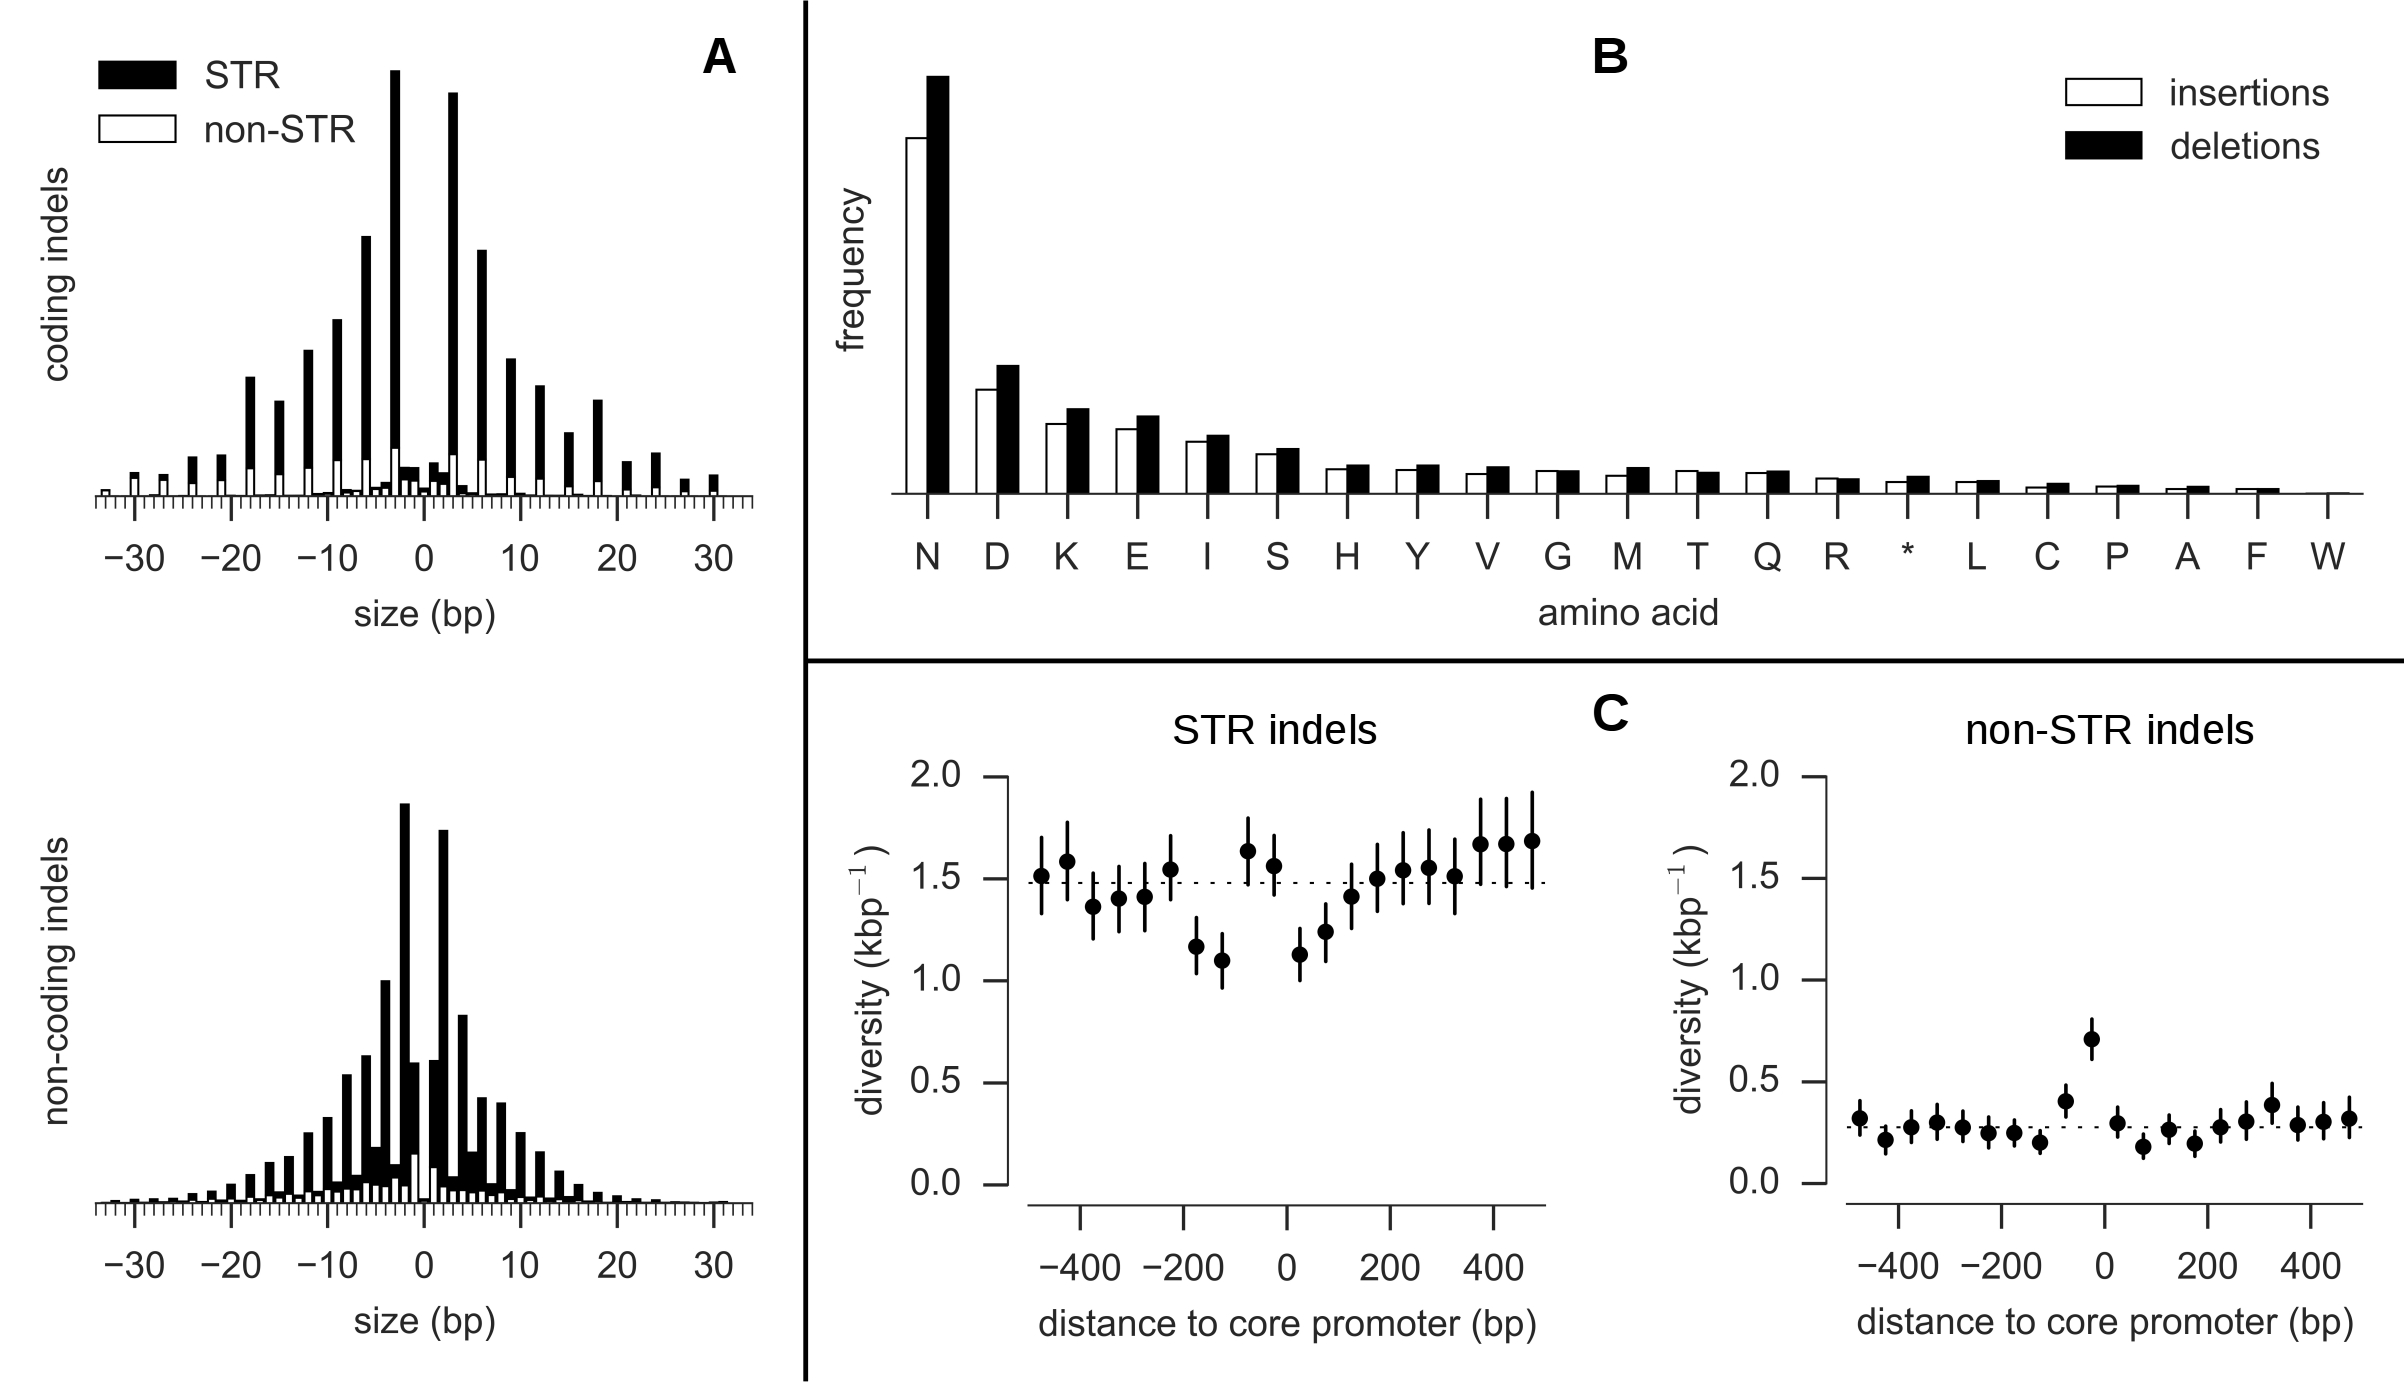 A
STR
non-STR
coding indels
−30 −20 −10 0 10 20 30
size (bp)
non-coding indels
−30 −20 −10 0 10 20 30
size (bp)
B
insertions
deletions
frequency
N D K E I S H Y V G M T Q R * L C P A F W
amino acid
C
STR indels
diversity (kbp⁻¹)
2.0
1.5
1.0
0.5
0.0
−400 −200 0 200 400
distance to core promoter (bp)
non-STR indels
diversity (kbp⁻¹)
2.0
1.5
1.0
0.5
0.0
−400 −200 0 200 400
distance to core promoter (bp)